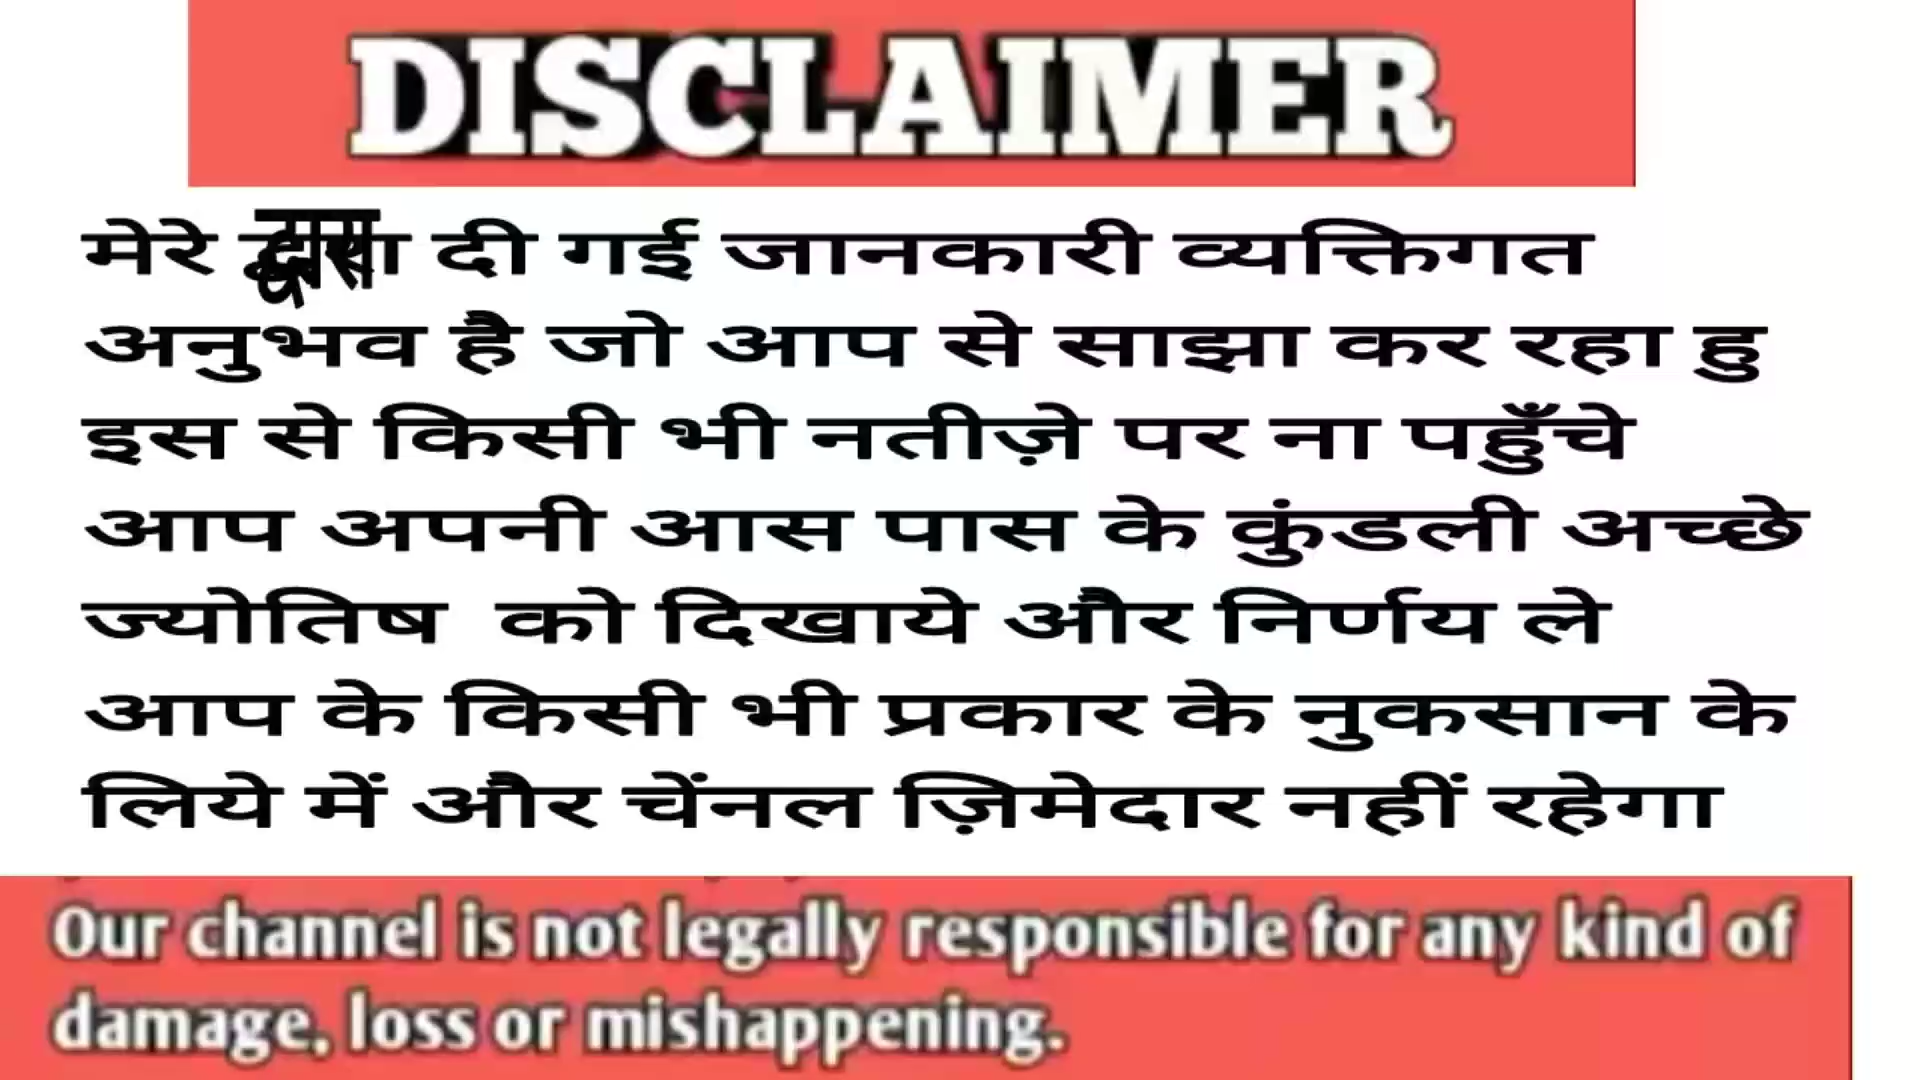 DISCLAIMER
मेरे द्वारा दी गई जानकारी व्यक्तिगत
अनुभव है जो आप से साझा कर रहा हु
इस से किसी भी नतीज़े पर ना पहुँचे
आप अपनी आस पास के कुंडली अच्छे
ज्योतिष को दिखाये और निर्णय ले
आप के किसी भी प्रकार के नुकसान के
लिये में और चेंनल ज़िमेदार नहीं रहेगा
Our channel is not legally responsible for any kind of
damage, loss or mishappening.